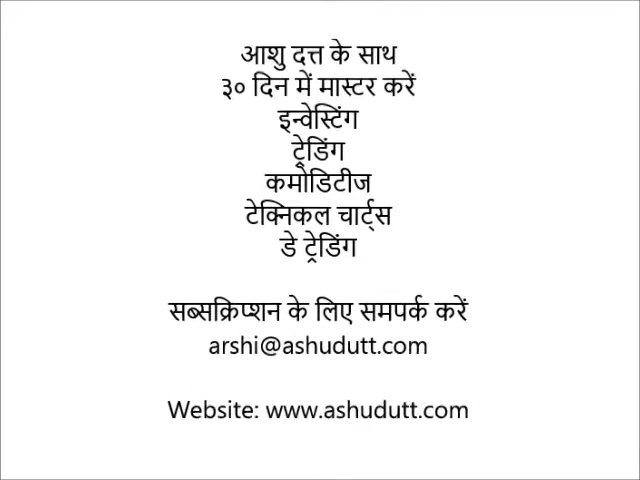 आशु दत्त के साथ
३० दिन में मास्टर करें
इन्वेस्टिंग
ट्रेडिंग
कमोडिटीज
टेक्निकल चार्ट्स
डे ट्रेडिंग
सब्सक्रिप्शन के लिए समपर्क करें
arshi@ashudutt.com
Website: www.ashudutt.com